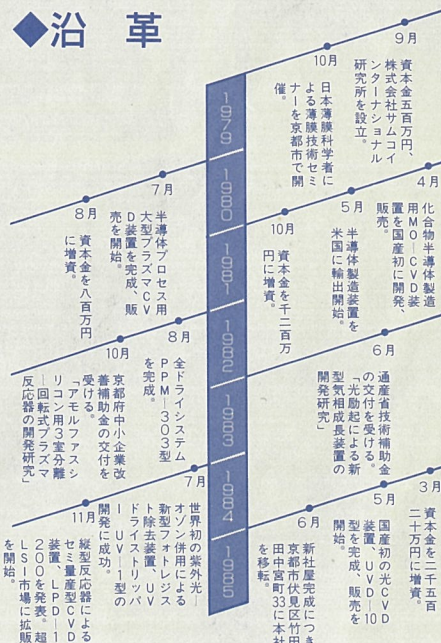 ◆沿 革
1979
9月
資本金五百万円、
株式会社サムコイ
ンターナショナル
研究所を設立。
10月
日本薄膜科学者に
よる薄膜技術セミ
ナーを京都市で開
催。
1980
7月
半導体プロセス用
大型プラズマCV
D装置を完成、販
売を開始。
8月
資本金を八百万円
に増資。
1981
4月
化合物半導体製造
用MO—CVD装
置を国産初に開発、
販売。
5月
半導体製造装置を
米国に輸出開始。
10月
資本金を千二百万
円に増資。
1982
8月
全ドライシステム
PPM—303型
を完成。
10月
京都府中小企業改
善補助金の交付を
受ける。
「アモルファスシ
リコン用3室分離
—回転式プラズマ
反応器の開発研究」
1983
6月
通産省技術補助金
の交付を受ける。
「光励起による新
型気相成長装置の
開発研究」
1984
7月
世界初の紫外光—
オゾン併用による
新型フォトレジス
ト除去装置、UV
ドライストリッパ
— UV—1型の
開発に成功。
11月
縦型反応器による
セミ量産型CVD
装置、LPD—1
200を発表。超
LSI市場に拡販
を開始。
1985
3月
資本金を二千五百
二十万円に増資。
5月
国産初の光CVD
装置、UVD—10
型を完成、販売を
開始。
6月
新社屋完成につき
京都市伏見区竹田
田中宮町33に本社
を移転。